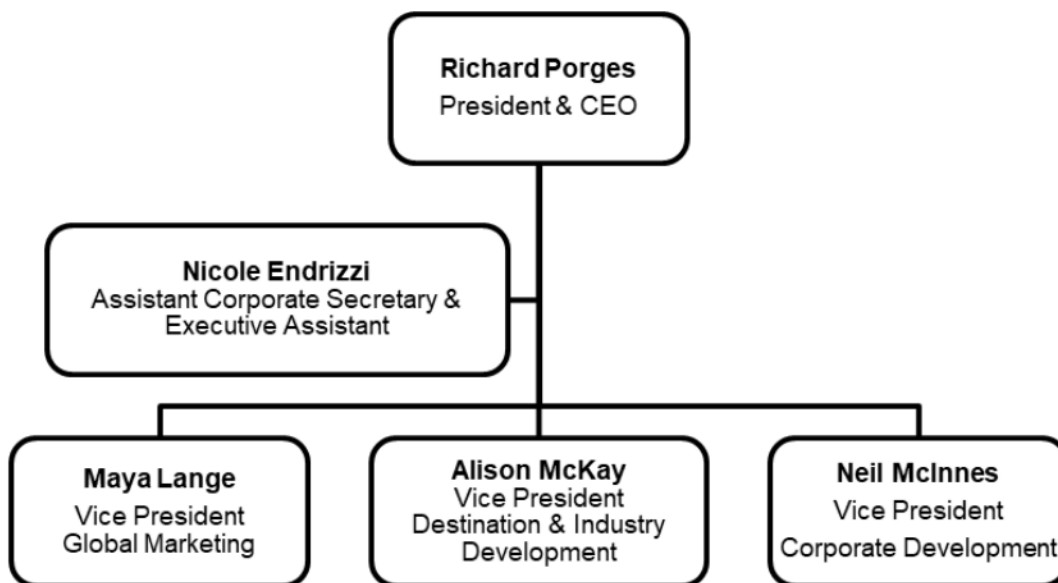 Richard Porges
President & CEO
Nicole Endrizzi
Assistant Corporate Secretary &
Executive Assistant
Maya Lange
Vice President
Global Marketing
Alison McKay
Vice President
Destination & Industry
Development
Neil McInnes
Vice President
Corporate Development